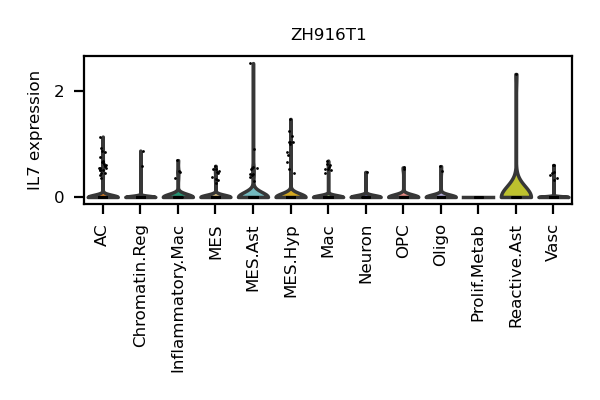 ZH916T1
IL7 expression
2
0
AC
Chromatin.Reg
Inflammatory.Mac
MES
MES.Ast
MES.Hyp
Mac
Neuron
OPC
Oligo
Prolif.Metab
Reactive.Ast
Vasc